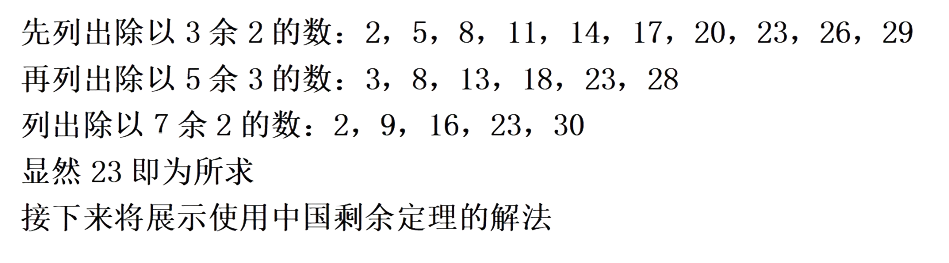 先列出除以 3 余 2 的数：2，5，8，11，14，17，20，23，26，29
再列出除以 5 余 3 的数：3，8，13，18，23，28
列出除以 7 余 2 的数：2，9，16，23，30
显然 23 即为所求
接下来将展示使用中国剩余定理的解法